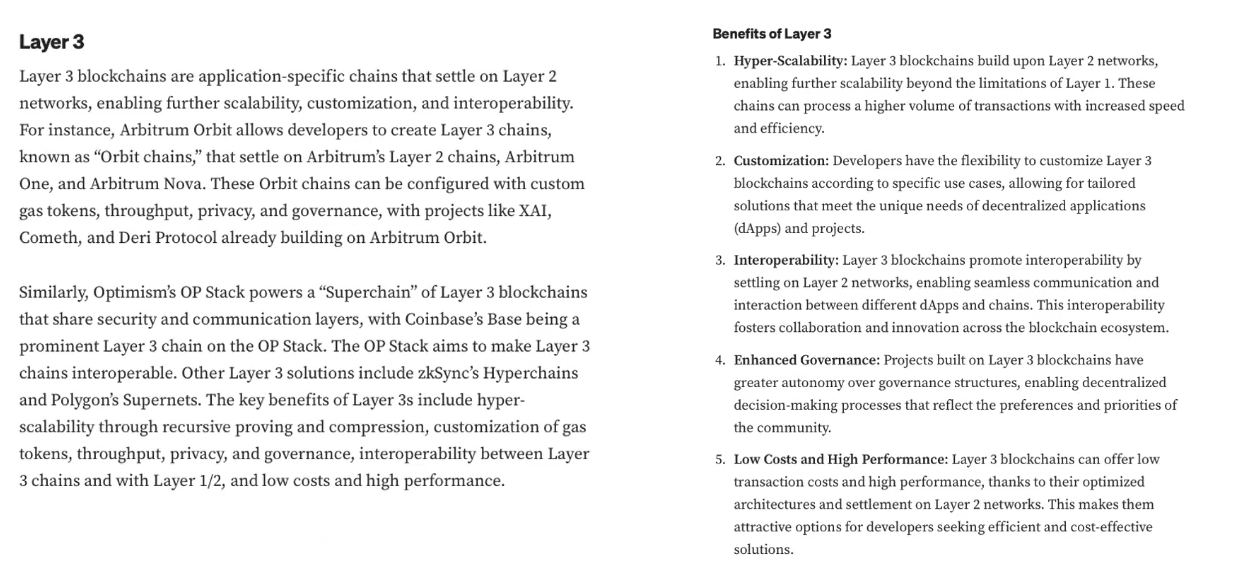 Layer 3
Layer 3 blockchains are application-specific chains that settle on Layer 2
networks, enabling further scalability, customization, and interoperability.
For instance, Arbitrum Orbit allows developers to create Layer 3 chains,
known as “Orbit chains,” that settle on Arbitrum’s Layer 2 chains, Arbitrum
One, and Arbitrum Nova. These Orbit chains can be configured with custom
gas tokens, throughput, privacy, and governance, with projects like XAI,
Cometh, and Deri Protocol already building on Arbitrum Orbit.
Similarly, Optimism’s OP Stack powers a “Superchain” of Layer 3 blockchains
that share security and communication layers, with Coinbase’s Base being a
prominent Layer 3 chain on the OP Stack. The OP Stack aims to make Layer 3
chains interoperable. Other Layer 3 solutions include zkSync’s Hyperchains
and Polygon’s Supernets. The key benefits of Layer 3s include hyper-
scalability through recursive proving and compression, customization of gas
tokens, throughput, privacy, and governance, interoperability between Layer
3 chains and with Layer 1/2, and low costs and high performance.
Benefits of Layer 3
1. Hyper-Scalability: Layer 3 blockchains build upon Layer 2 networks,
enabling further scalability beyond the limitations of Layer 1. These
chains can process a higher volume of transactions with increased speed
and efficiency.
2. Customization: Developers have the flexibility to customize Layer 3
blockchains according to specific use cases, allowing for tailored
solutions that meet the unique needs of decentralized applications
(dApps) and projects.
3. Interoperability: Layer 3 blockchains promote interoperability by
settling on Layer 2 networks, enabling seamless communication and
interaction between different dApps and chains. This interoperability
fosters collaboration and innovation across the blockchain ecosystem.
4. Enhanced Governance: Projects built on Layer 3 blockchains have
greater autonomy over governance structures, enabling decentralized
decision-making processes that reflect the preferences and priorities of
the community.
5. Low Costs and High Performance: Layer 3 blockchains can offer low
transaction costs and high performance, thanks to their optimized
architectures and settlement on Layer 2 networks. This makes them
attractive options for developers seeking efficient and cost-effective
solutions.